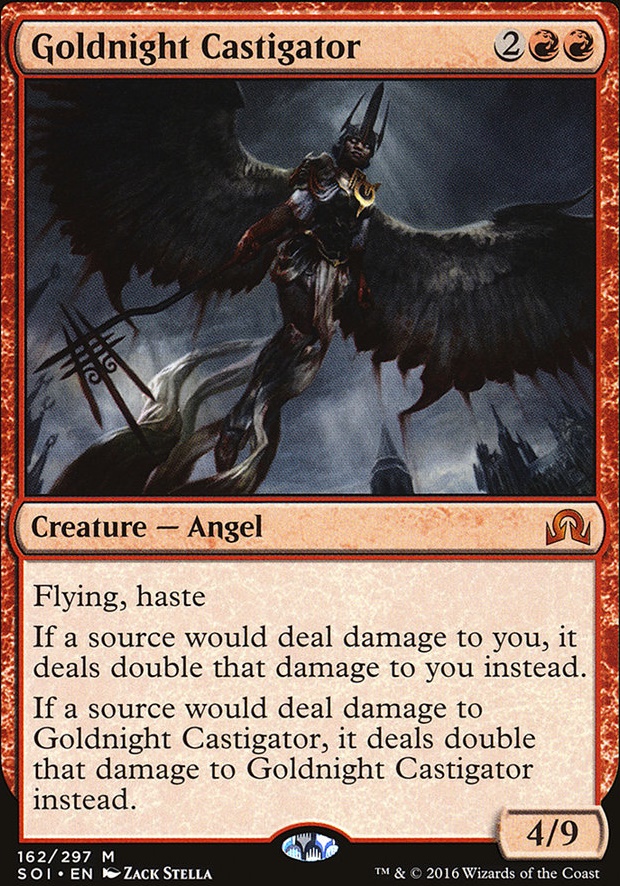 Goldnight Castigator 2
Creature — Angel
Flying, haste
If a source would deal damage to you, it
deals double that damage to you instead.
If a source would deal damage to
Goldnight Castigator, it deals double
that damage to Goldnight Castigator
instead.
4/9
162/297 M
SOI • EN Zack Stella
™ & © 2016 Wizards of the Coast